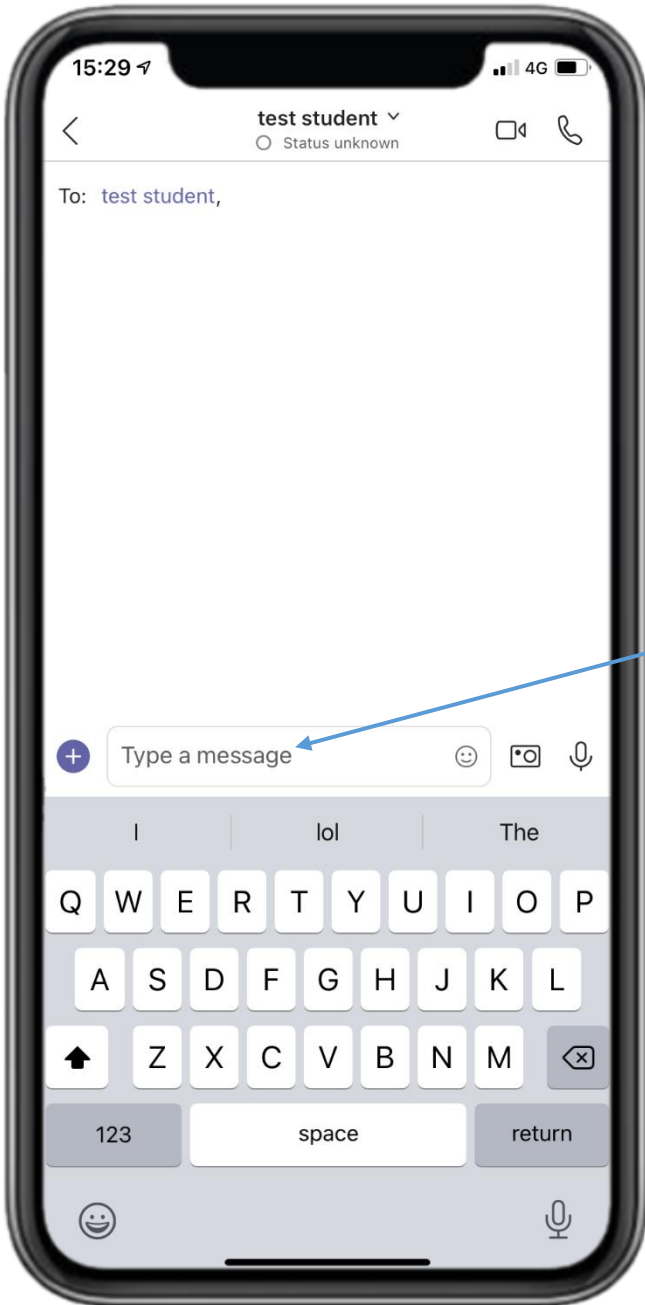 15:29 4G
test student
Status unknown
To: test student,
Type a message
I lol The
Q W E R T Y U I O P
A S D F G H J K L
Z X C V B N M
123 space return